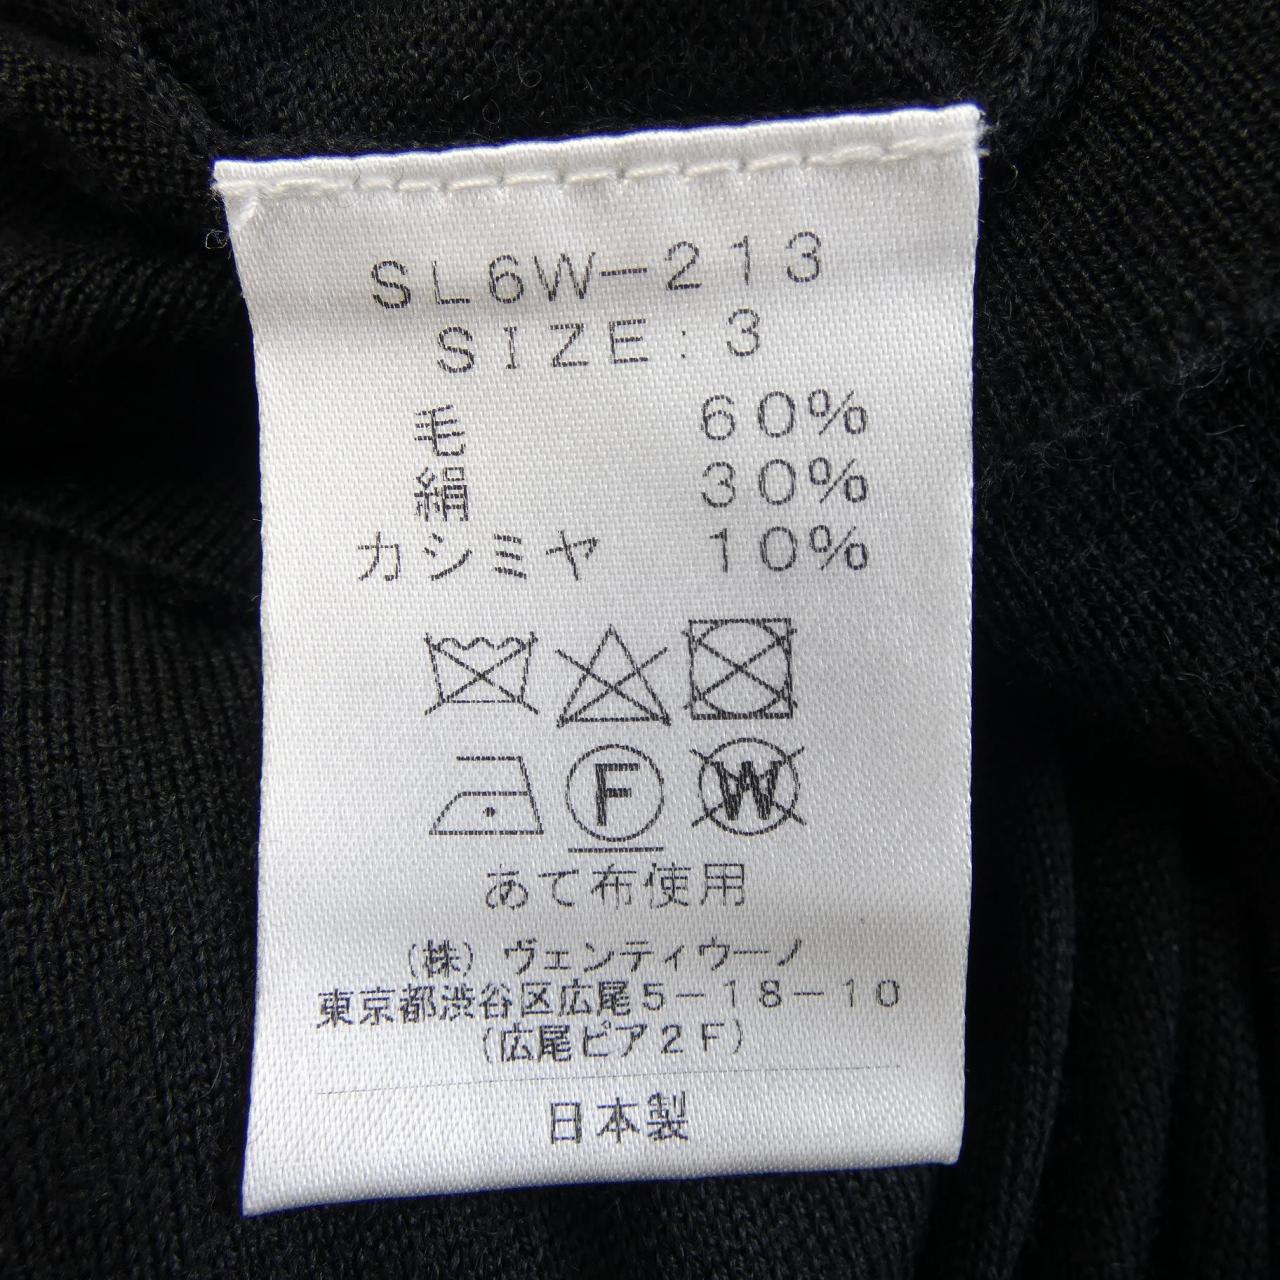 SL6W-213
SIZE:3
毛 60%
絹 30%
カシミヤ 10%
F W
あて布使用
(株)ヴェンティウーノ
東京都渋谷区広尾5-18-10
(広尾ピア2F)
日本製